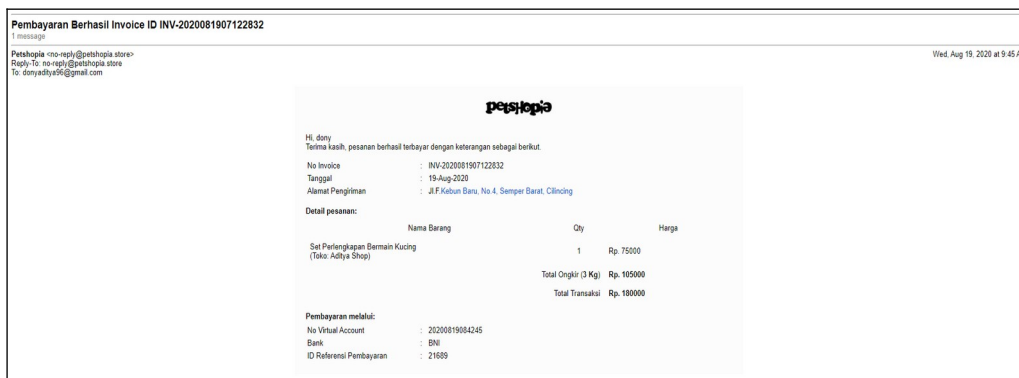 Pembayaran Berhasil Invoice ID INV-2020081907122832
1 message
Petshopia <no-reply@petshopia.store>
Wed, Aug 19, 2020 at 9:45 A
Reply-To: no-reply@petshopia.store
To: donyaditya96@gmail.com
petsHopia
Hi, dony
Terima kasih, pesanan berhasil terbayar dengan keterangan sebagai berikut.
No Invoice : INV-2020081907122832
Tanggal : 19-Aug-2020
Alamat Pengiriman : Jl.F.Kebun Baru, No.4, Semper Barat, Cilincing
Detail pesanan:
Nama Barang Qty Harga
Set Perlengkapan Bermain Kucing
(Toko: Aditya Shop) 1 Rp. 75000
Total Ongkir (3 Kg) Rp. 105000
Total Transaksi Rp. 180000
Pembayaran melalui:
No Virtual Account : 20200819084245
Bank : BNI
ID Referensi Pembayaran : 21689